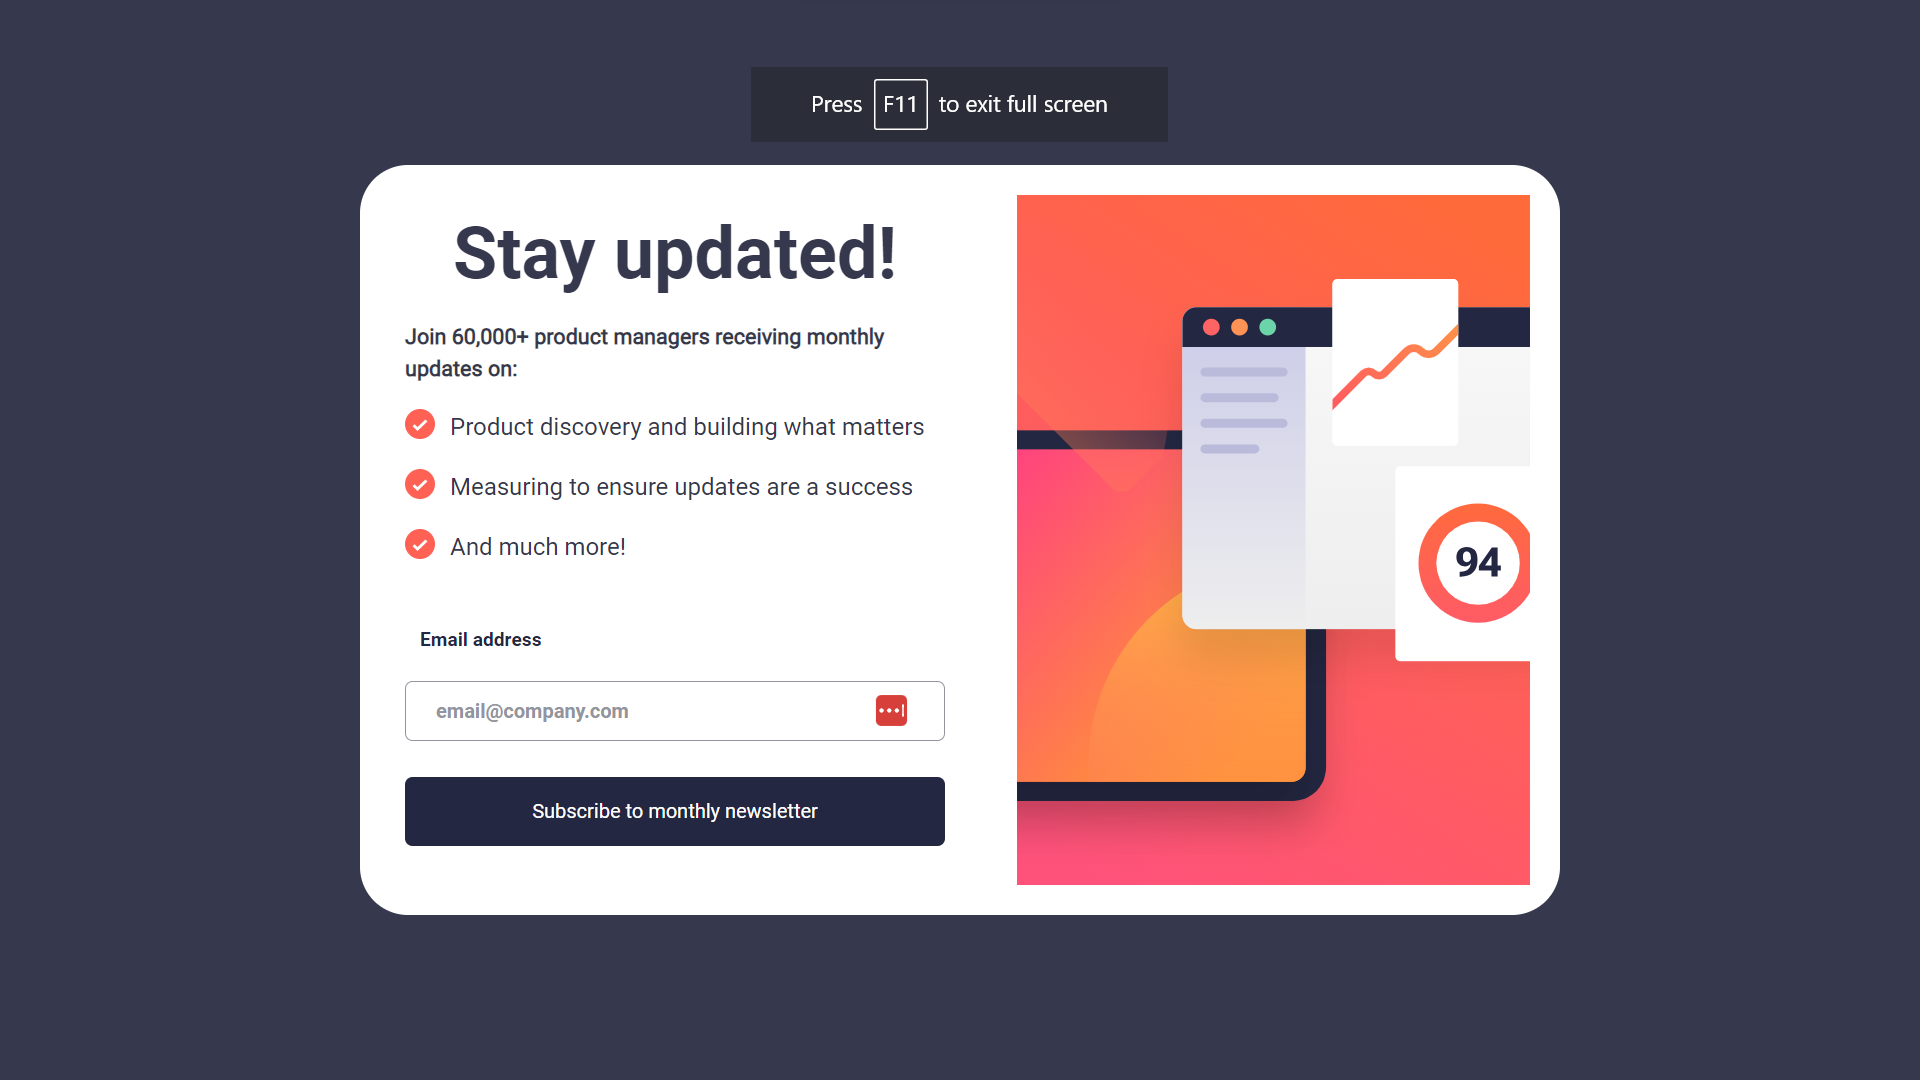 Press F11 to exit full screen
Stay updated!
Join 60,000+ product managers receiving monthly
updates on:
Product discovery and building what matters
Measuring to ensure updates are a success
And much more!
Email address
email@company.com
Subscribe to monthly newsletter
94